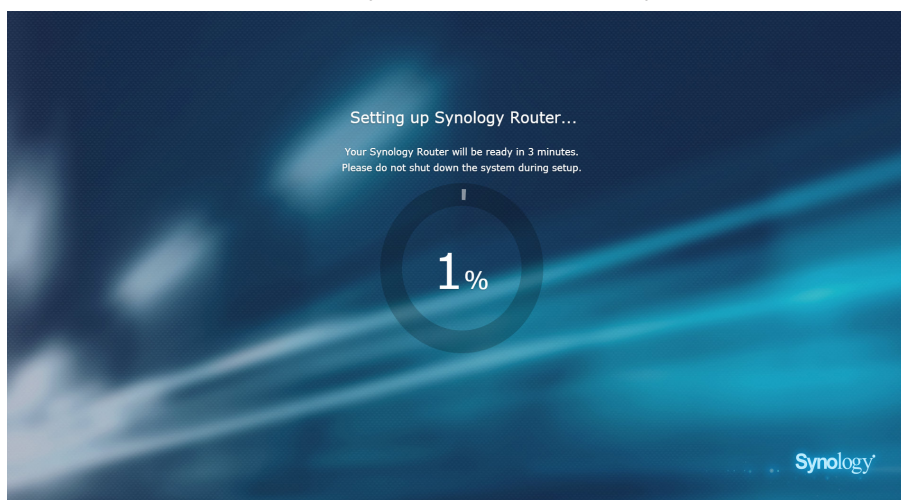 Setting up Synology Router...
Your Synology Router will be ready in 3 minutes.
Please do not shut down the system during setup.
1%
Synology